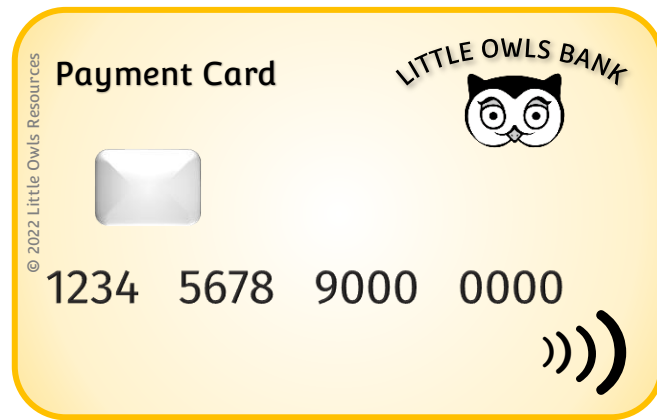 LITTLE OWLS BANK
Payment Card
© 2022 Little Owls Resources
1234 5678 9000 0000